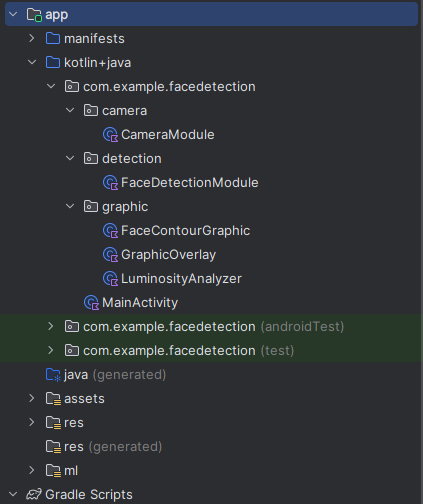 app
manifests
kotlin+java
com.example.facedetection
camera
CameraModule
detection
FaceDetectionModule
graphic
FaceContourGraphic
GraphicOverlay
LuminosityAnalyzer
MainActivity
com.example.facedetection (androidTest)
com.example.facedetection (test)
java (generated)
assets
res
res (generated)
ml
Gradle Scripts